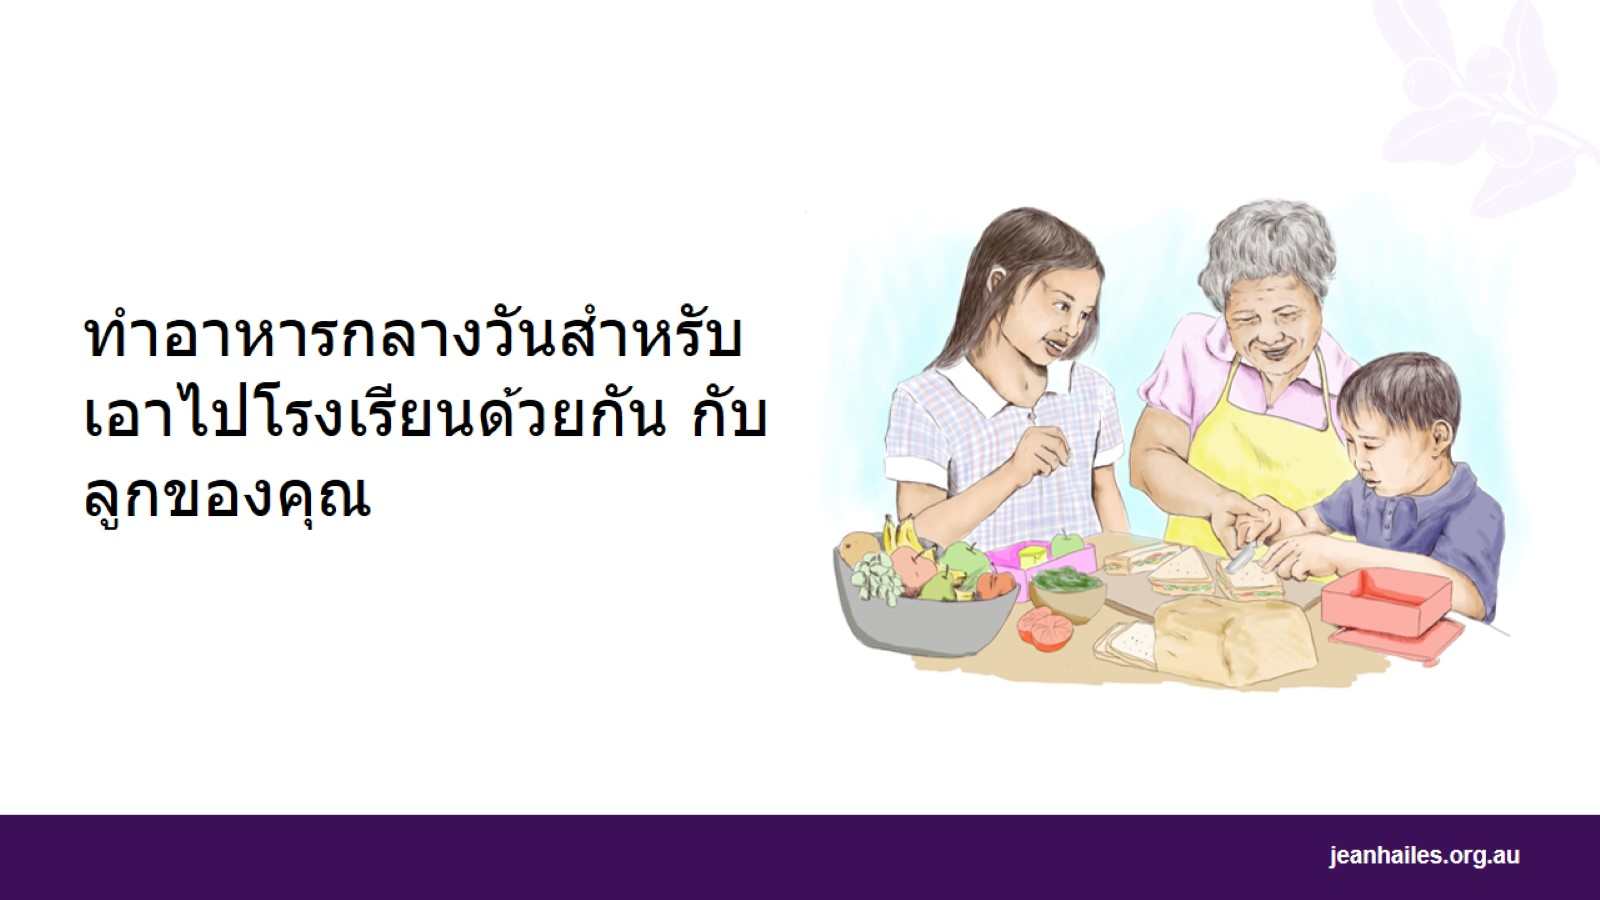 ทำอาหารกลางวันสำหรับ
เอาไปโรงเรียนด้วยกัน กับ
ลูกของคุณ
jeanhailes.org.au